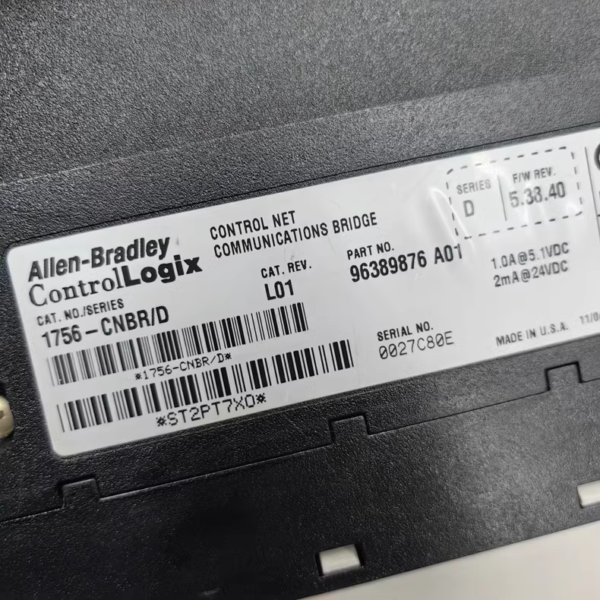 Allen-Bradley
ControlLogix
CONTROL NET
COMMUNICATIONS BRIDGE
CAT. NO./SERIES
1756-CNBR/D
CAT. REV.
L01
PART NO.
96389876 A01
SERIES
D
F/W REV.
5.38.40
1.0A@5.1VDC
2mA@24VDC
*1756-CNBR/D*
SERIAL NO.
0027C80E
MADE IN U.S.A.
*ST2PT7X0*